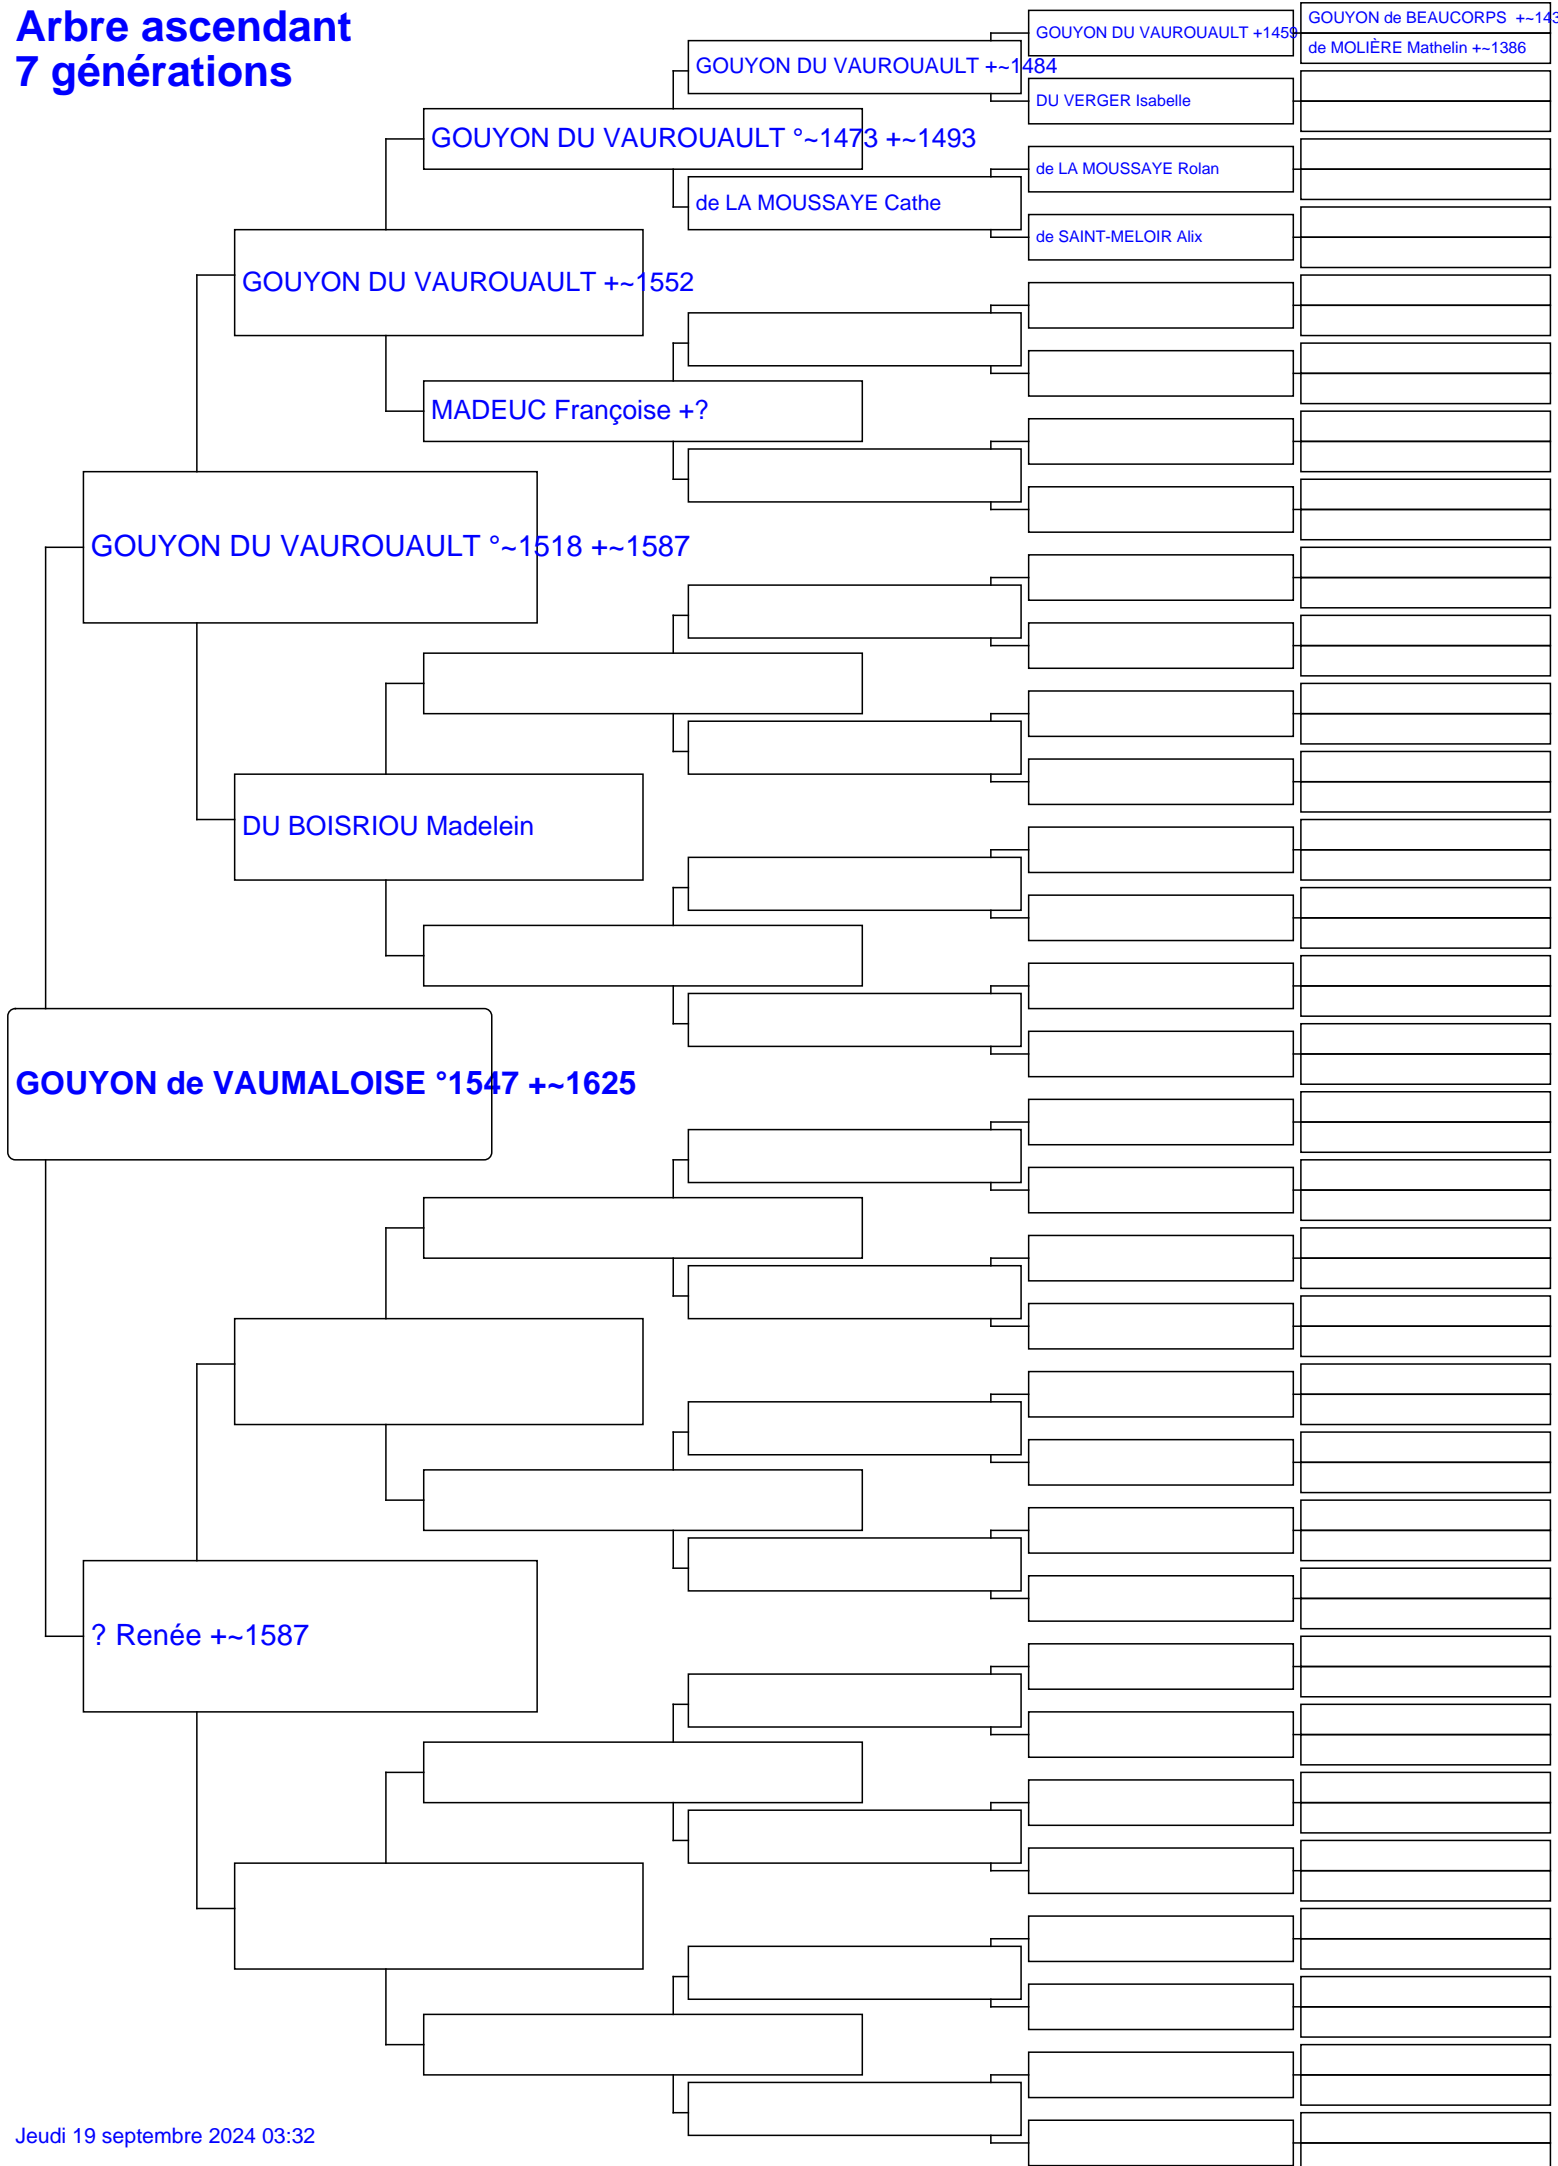 Arbre ascendant
7 générations
GOUYON de BEAUCORPS +~143
GOUYON DU VAUROUAULT +1459
de MOLIÈRE Mathelin +~1386
GOUYON DU VAUROUAULT +~1484
DU VERGER Isabelle
GOUYON DU VAUROUAULT °~1473 +~1493
de LA MOUSSAYE Rolan
de LA MOUSSAYE Cathe
de SAINT-MELOIR Alix
GOUYON DU VAUROUAULT +~1552
MADEUC Françoise +?
GOUYON DU VAUROUAULT °~1518 +~1587
DU BOISRIOU Madelein
GOUYON de VAUMALOISE °1547 +~1625
? Renée +~1587
Jeudi 19 septembre 2024 03:32